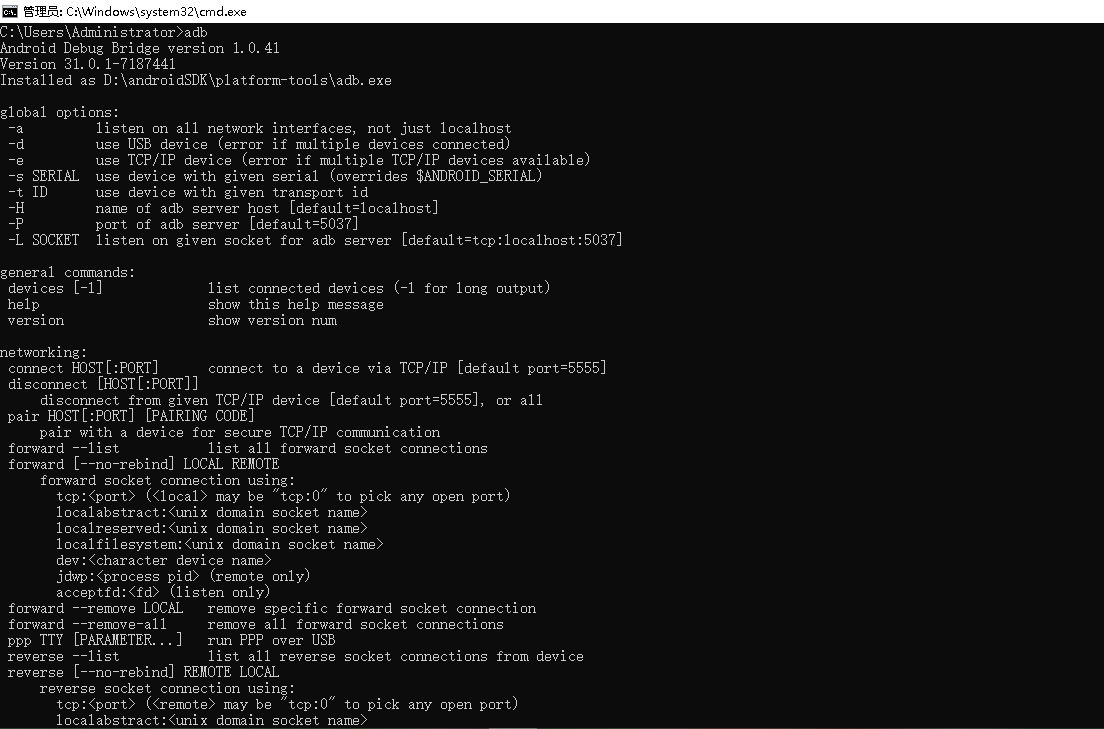 管理员: C:\Windows\system32\cmd.exe
C:\Users\Administrator>adb
Android Debug Bridge version 1.0.41
Version 31.0.1-7187441
Installed as D:\androidSDK\platform-tools\adb.exe
global options:
-a listen on all network interfaces, not just localhost
-d use USB device (error if multiple devices connected)
-e use TCP/IP device (error if multiple TCP/IP devices available)
-s SERIAL use device with given serial (overrides $ANDROID_SERIAL)
-t ID use device with given transport id
-H name of adb server host [default=localhost]
-P port of adb server [default=5037]
-L SOCKET listen on given socket for adb server [default=tcp:localhost:5037]
general commands:
devices [-l] list connected devices (-l for long output)
help show this help message
version show version num
networking:
connect HOST[:PORT] connect to a device via TCP/IP [default port=5555]
disconnect [HOST[:PORT]]
disconnect from given TCP/IP device [default port=5555], or all
pair HOST[:PORT] [PAIRING CODE]
pair with a device for secure TCP/IP communication
forward --list list all forward socket connections
forward [--no-rebind] LOCAL REMOTE
forward socket connection using:
tcp:<port> (<local> may be "tcp:0" to pick any open port)
localabstract:<unix domain socket name>
localreserved:<unix domain socket name>
localfilesystem:<unix domain socket name>
dev:<character device name>
jdwp:<process pid> (remote only)
acceptfd:<fd> (listen only)
forward --remove LOCAL remove specific forward socket connection
forward --remove-all remove all forward socket connections
ppp TTY [PARAMETER...] run PPP over USB
reverse --list list all reverse socket connections from device
reverse [--no-rebind] REMOTE LOCAL
reverse socket connection using:
tcp:<port> (<remote> may be "tcp:0" to pick any open port)
localabstract:<unix domain socket name>